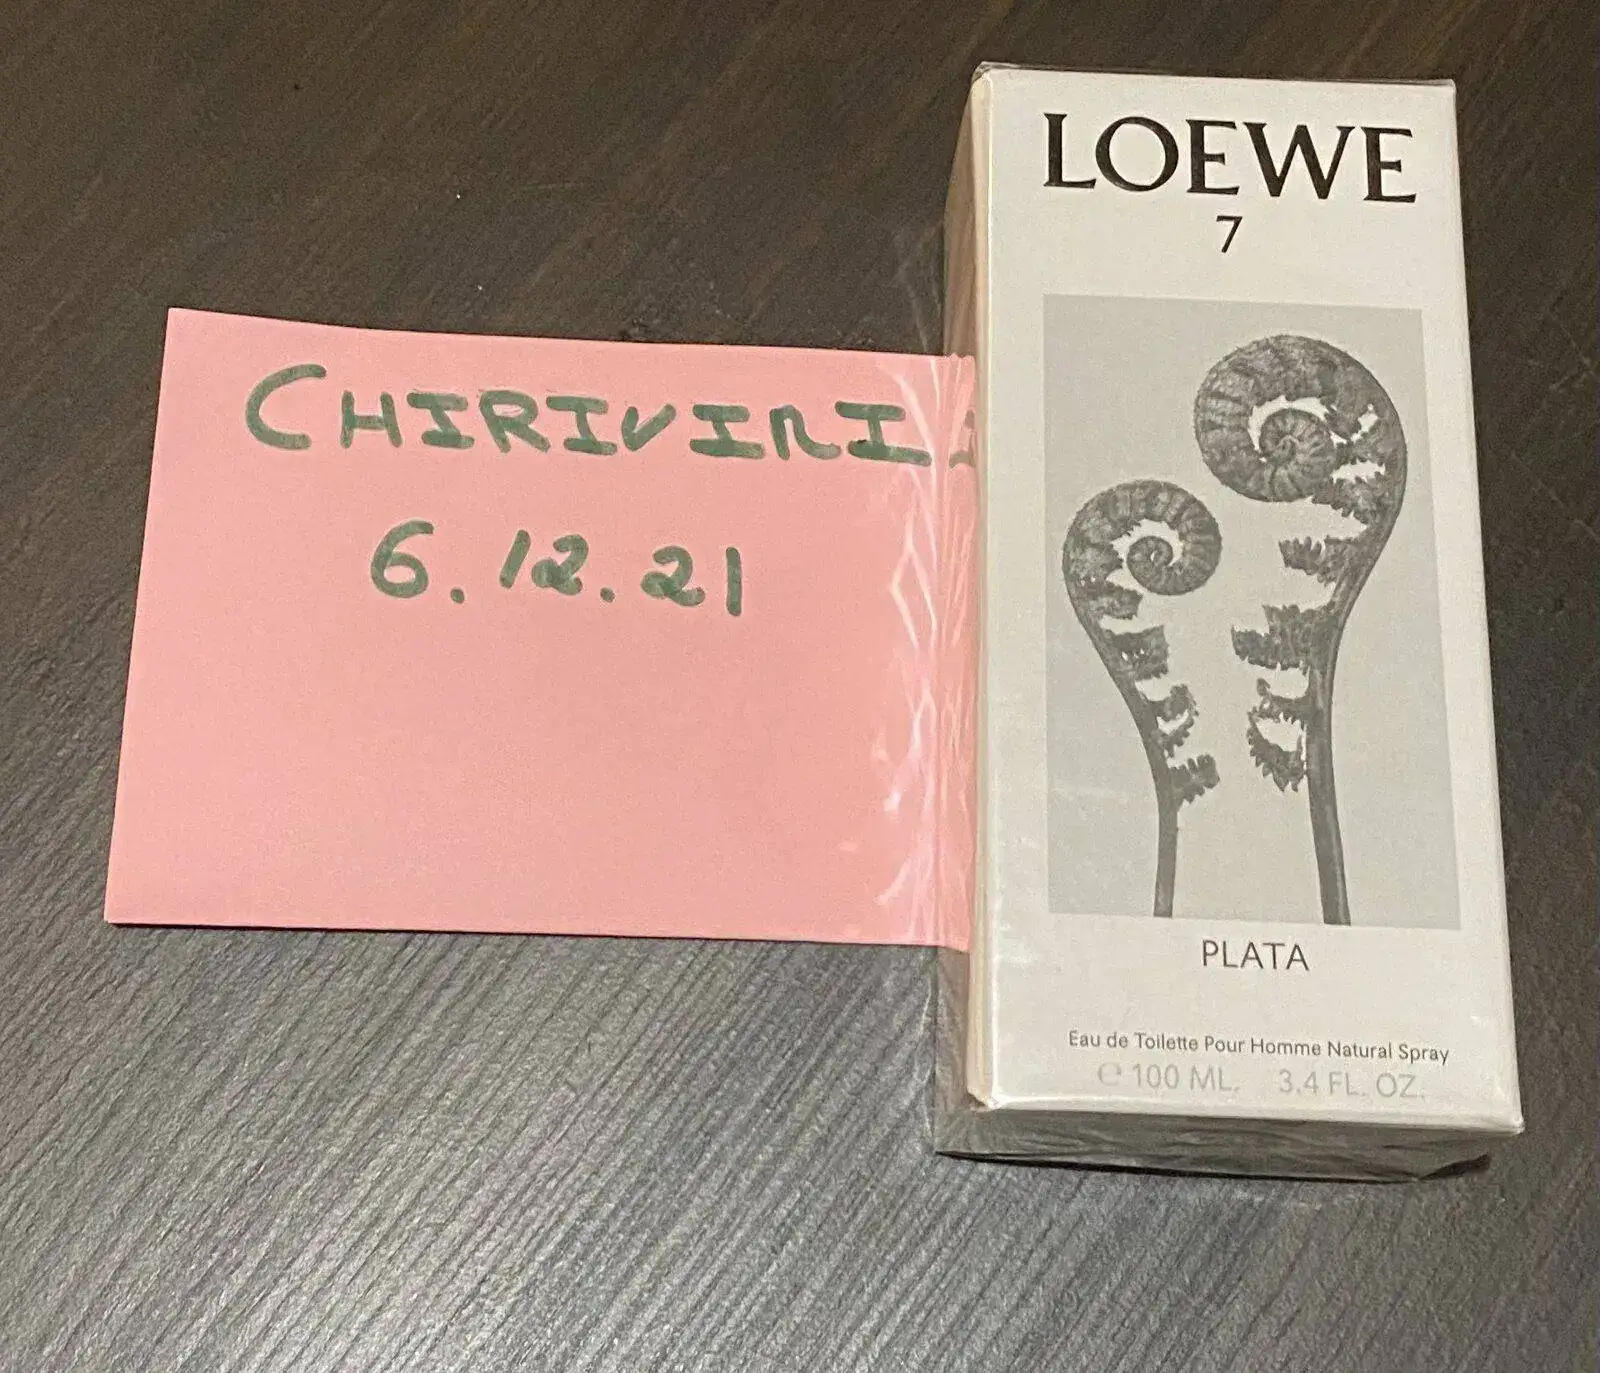 CHIRIVIRI
6.12.21
LOEWE
7
PLATA
Eau de Toilette Pour Homme Natural Spray
℮ 100 ML. 3.4 FL. OZ.